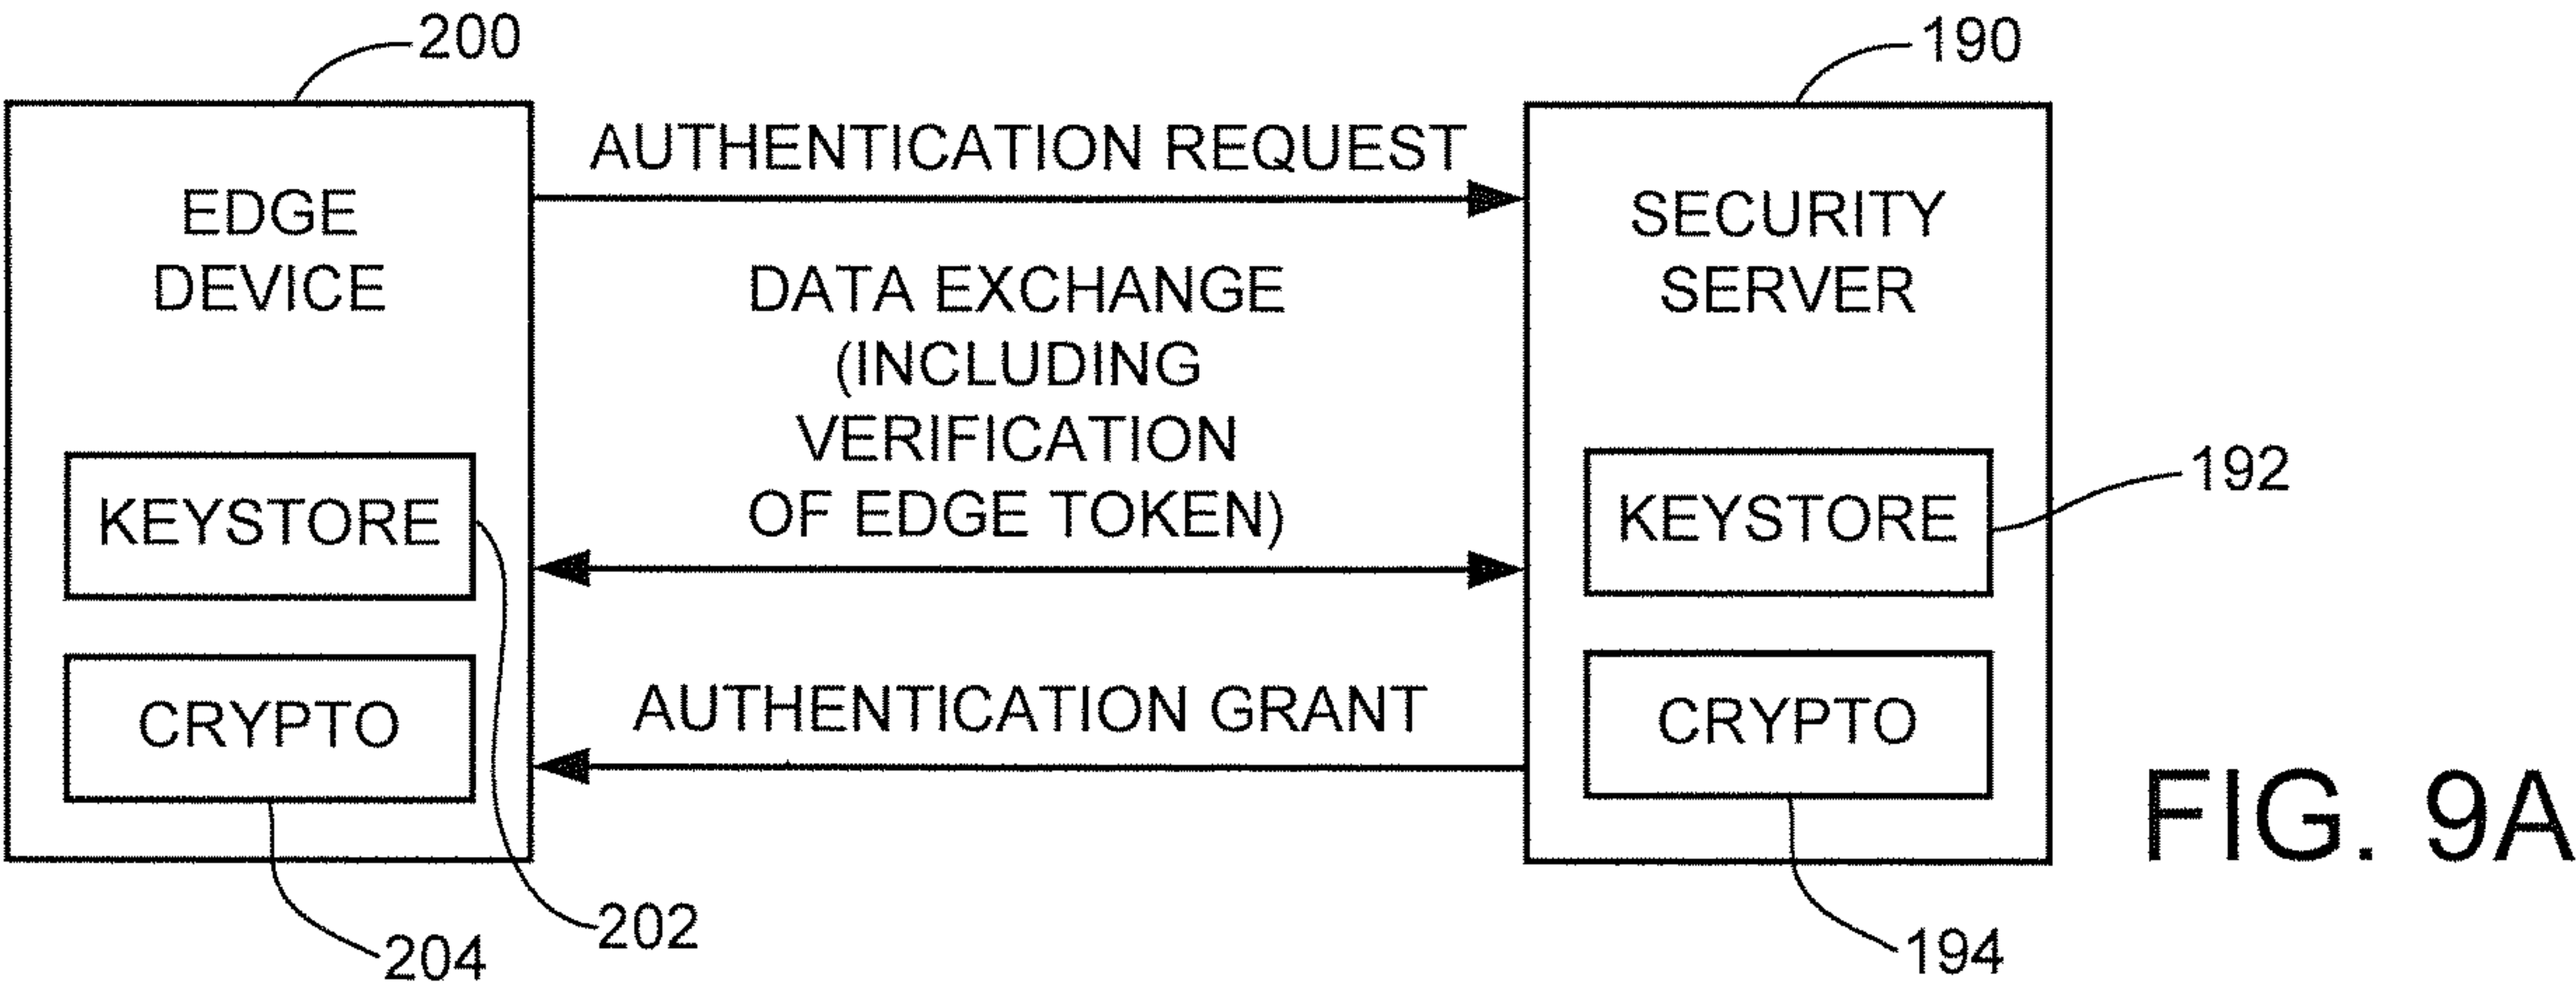 200
190
EDGE
DEVICE
AUTHENTICATION REQUEST
SECURITY
SERVER
DATA EXCHANGE
(INCLUDING
VERIFICATION
OF EDGE TOKEN)
KEYSTORE
KEYSTORE
192
CRYPTO
AUTHENTICATION GRANT
CRYPTO
202
204
194
FIG. 9A